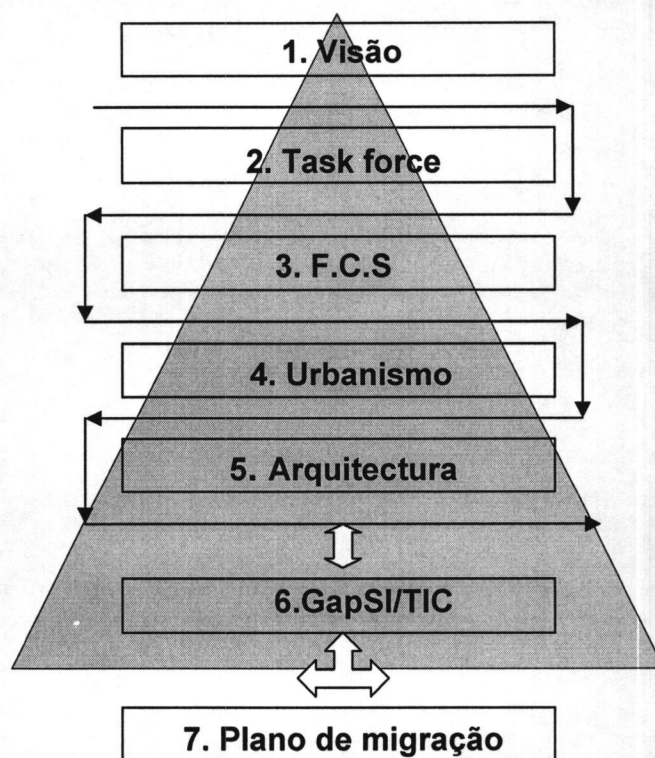 1. Visão
2. Task force
3. F.C.S
4. Urbanismo
5. Arquitectura
6.GapSI/TIC
7. Plano de migração